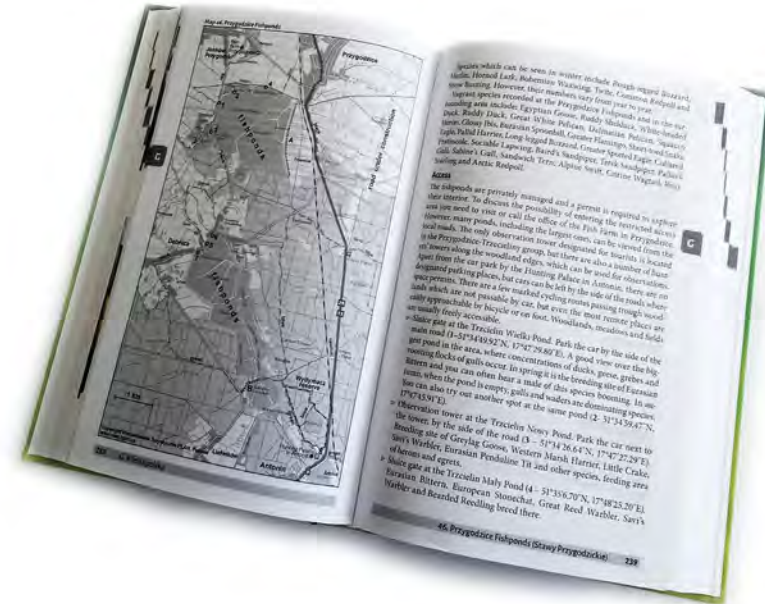 Map 46. Przygodzice Fishponds
Przygodzice
fishponds
road under construction
Dębnica
fishponds
Wydymacz
reserve
Antonin
G
G
Species which can be seen in winter include Rough-legged Buzzard,
Merlin, Horned Lark, Bohemian Waxwing, Twite, Common Redpoll and
Snow Bunting. However, their numbers vary from year to year.
Vagrant species recorded at the Przygodzice Fishponds and in the sur-
rounding area include: Egyptian Goose, Ruddy Shelduck, White-headed
Duck, Ruddy Duck, Great White Pelican, Dalmatian Pelican, Squacco
Heron, Glossy Ibis, Eurasian Spoonbill, Greater Flamingo, Short-toed Snake
Eagle, Pallid Harrier, Long-legged Buzzard, Greater Spotted Eagle, Collared
Pratincole, Sociable Lapwing, Baird's Sandpiper, Terek Sandpiper, Pallas's
Gull, Sabine's Gull, Sandwich Tern, Alpine Swift, Citrine Wagtail, Rosy
Starling and Arctic Redpoll.
Access
The fishponds are privately managed and a permit is required to explore
their interior. To discuss the possibility of entering the restricted access
area you need to visit or call the office of the Fish Farm in Przygodzice.
However, many ponds, including the largest ones, can be viewed from the
local roads. The only observation tower designated for tourists is located
in the Przygodzice-Trzcieliny group, but there are also a number of hunt-
ers' towers along the woodland edges, which can be used for observations.
Apart from the car park by the Hunting Palace in Antonin, there are no
designated parking places, but cars can be left by the side of the roads where
space permits. There are a few marked cycling routes passing trough wood-
lands which are not passable by car, but even the most remote places are
easily approachable by bicycle or on foot. Woodlands, meadows and fields
are usually freely accessible.
Sluice gate at the Trzcielin Wielki Pond. Park the car by the side of the
main road (1–51°34'49.92"N, 17°47'29.80"E). A good view over the big-
gest pond in the area, where concentrations of ducks, geese, grebes and
roosting flocks of gulls occur. In spring it is the breeding site of Eurasian
Bittern and you can often hear a male of this species booming. In au-
tumn, when the pond is empty, gulls and waders are dominating species.
You can also try out another spot at the same pond (2- 51°34'59.47"N,
17°47'45.91"E).
Observation tower at the Trzcielin Nowy Pond. Park the car next to
the tower, by the side of the road (3 – 51°34'26.64"N, 17°47'27.29"E).
Breeding site of Greylag Goose, Western Marsh Harrier, Little Crake,
Savi's Warbler, Eurasian Penduline Tit and other species, feeding area
of herons and egrets.
Sluice gate at the Trzcielin Mały Pond (4 – 51°35'6.70"N, 17°48'23.20"E).
Eurasian Bittern, European Stonechat, Great Reed Warbler, Savi's
Warbler and Bearded Reedling breed there.
46. Przygodzice Fishponds (Stawy Przygodzickie) 239